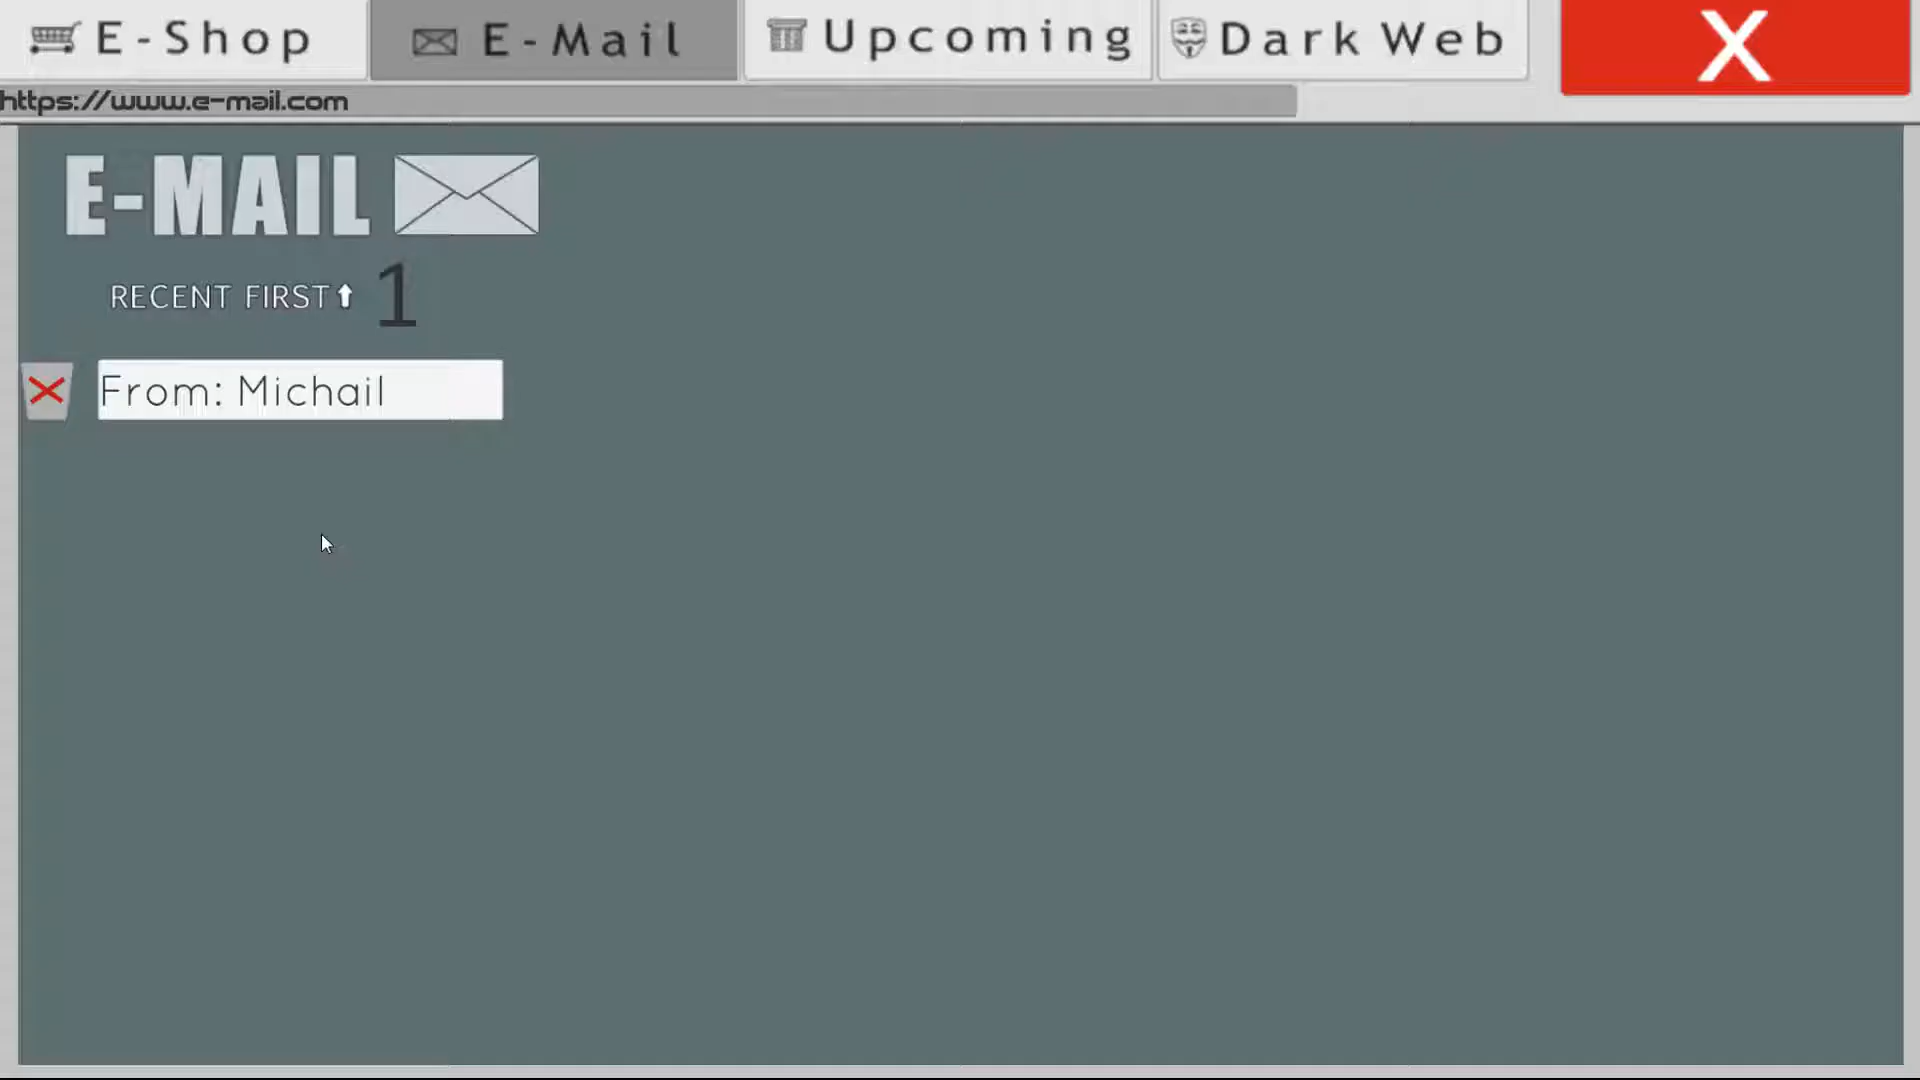 E-Shop
E-Mail
Upcoming
Dark Web
X
https://www.e-mail.com
E-MAIL
RECENT FIRST
1
From: Michail